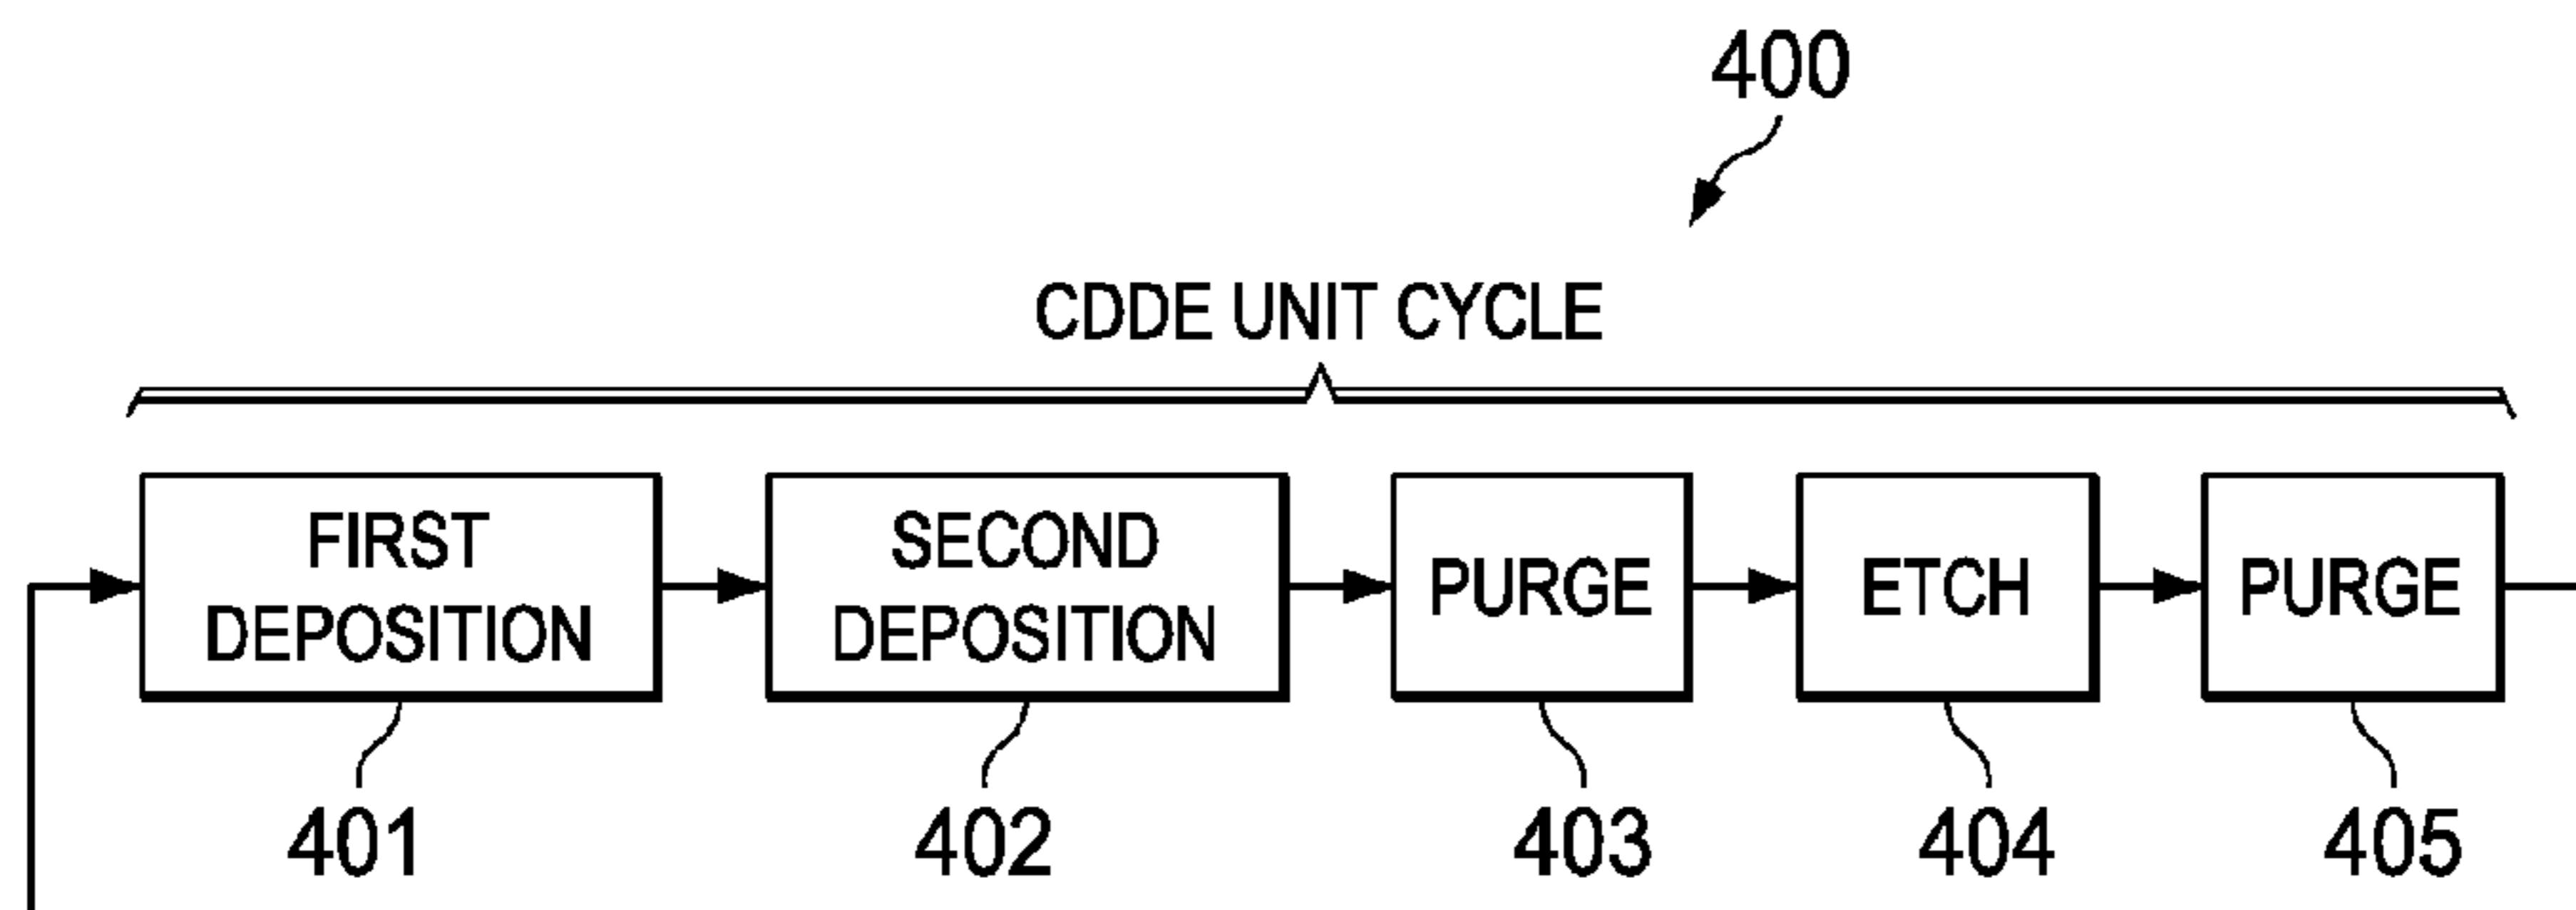 400
CDDE UNIT CYCLE
FIRST
DEPOSITION
SECOND
DEPOSITION
PURGE
ETCH
PURGE
401
402
403
404
405